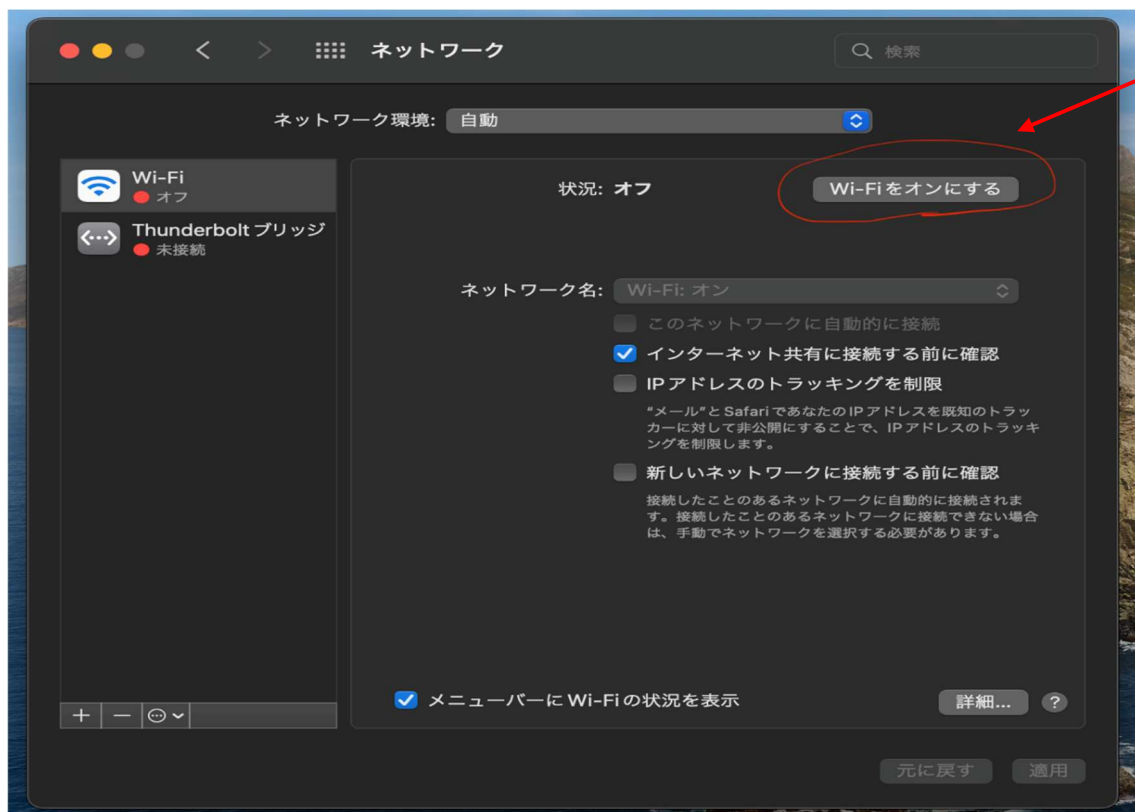 ネットワーク
検索
ネットワーク環境: 自動
Wi-Fi
オフ
Thunderbolt ブリッジ
未接続
状況: オフ
Wi-Fiをオンにする
ネットワーク名: Wi-Fi: オン
このネットワークに自動的に接続
インターネット共有に接続する前に確認
IPアドレスのトラッキングを制限
“メール”とSafariであなたのIPアドレスを既知のトラッ
カーに対して非公開にすることで、IPアドレスのトラッキ
ングを制限します。
新しいネットワークに接続する前に確認
接続したことのあるネットワークに自動的に接続されま
す。接続したことのあるネットワークに接続できない場合
は、手動でネットワークを選択する必要があります。
メニューバーにWi-Fiの状況を表示
詳細... ?
元に戻す 適用